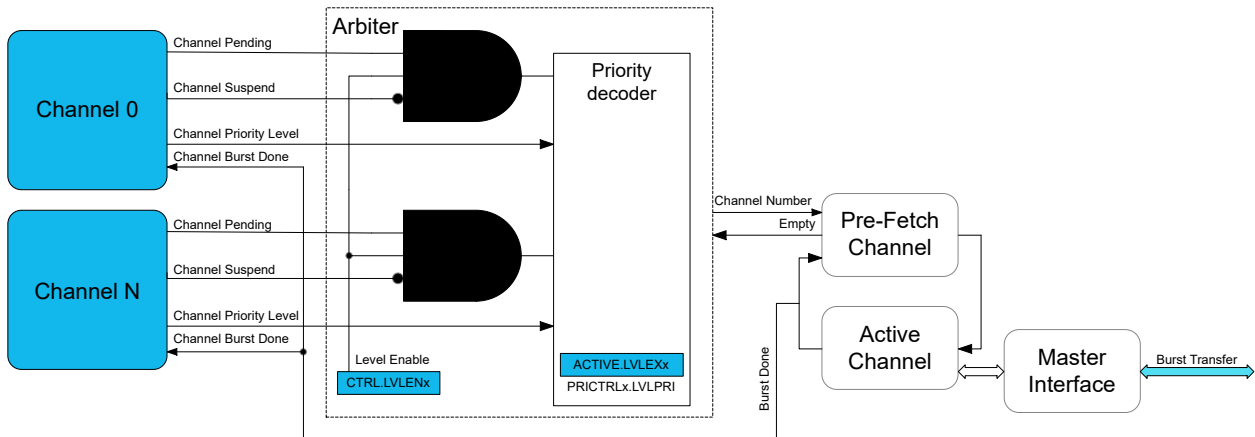 Arbiter
Channel 0
Channel Pending
Channel Suspend
Channel Priority Level
Channel Burst Done
Channel N
Channel Pending
Channel Suspend
Channel Priority Level
Channel Burst Done
Level Enable
CTRL.LVLENx
Priority
decoder
ACTIVE.LVLEXx
PRICTRLx.LVLPRI
Channel Number
Empty
Pre-Fetch
Channel
Burst Done
Active
Channel
Master
Interface
Burst Transfer